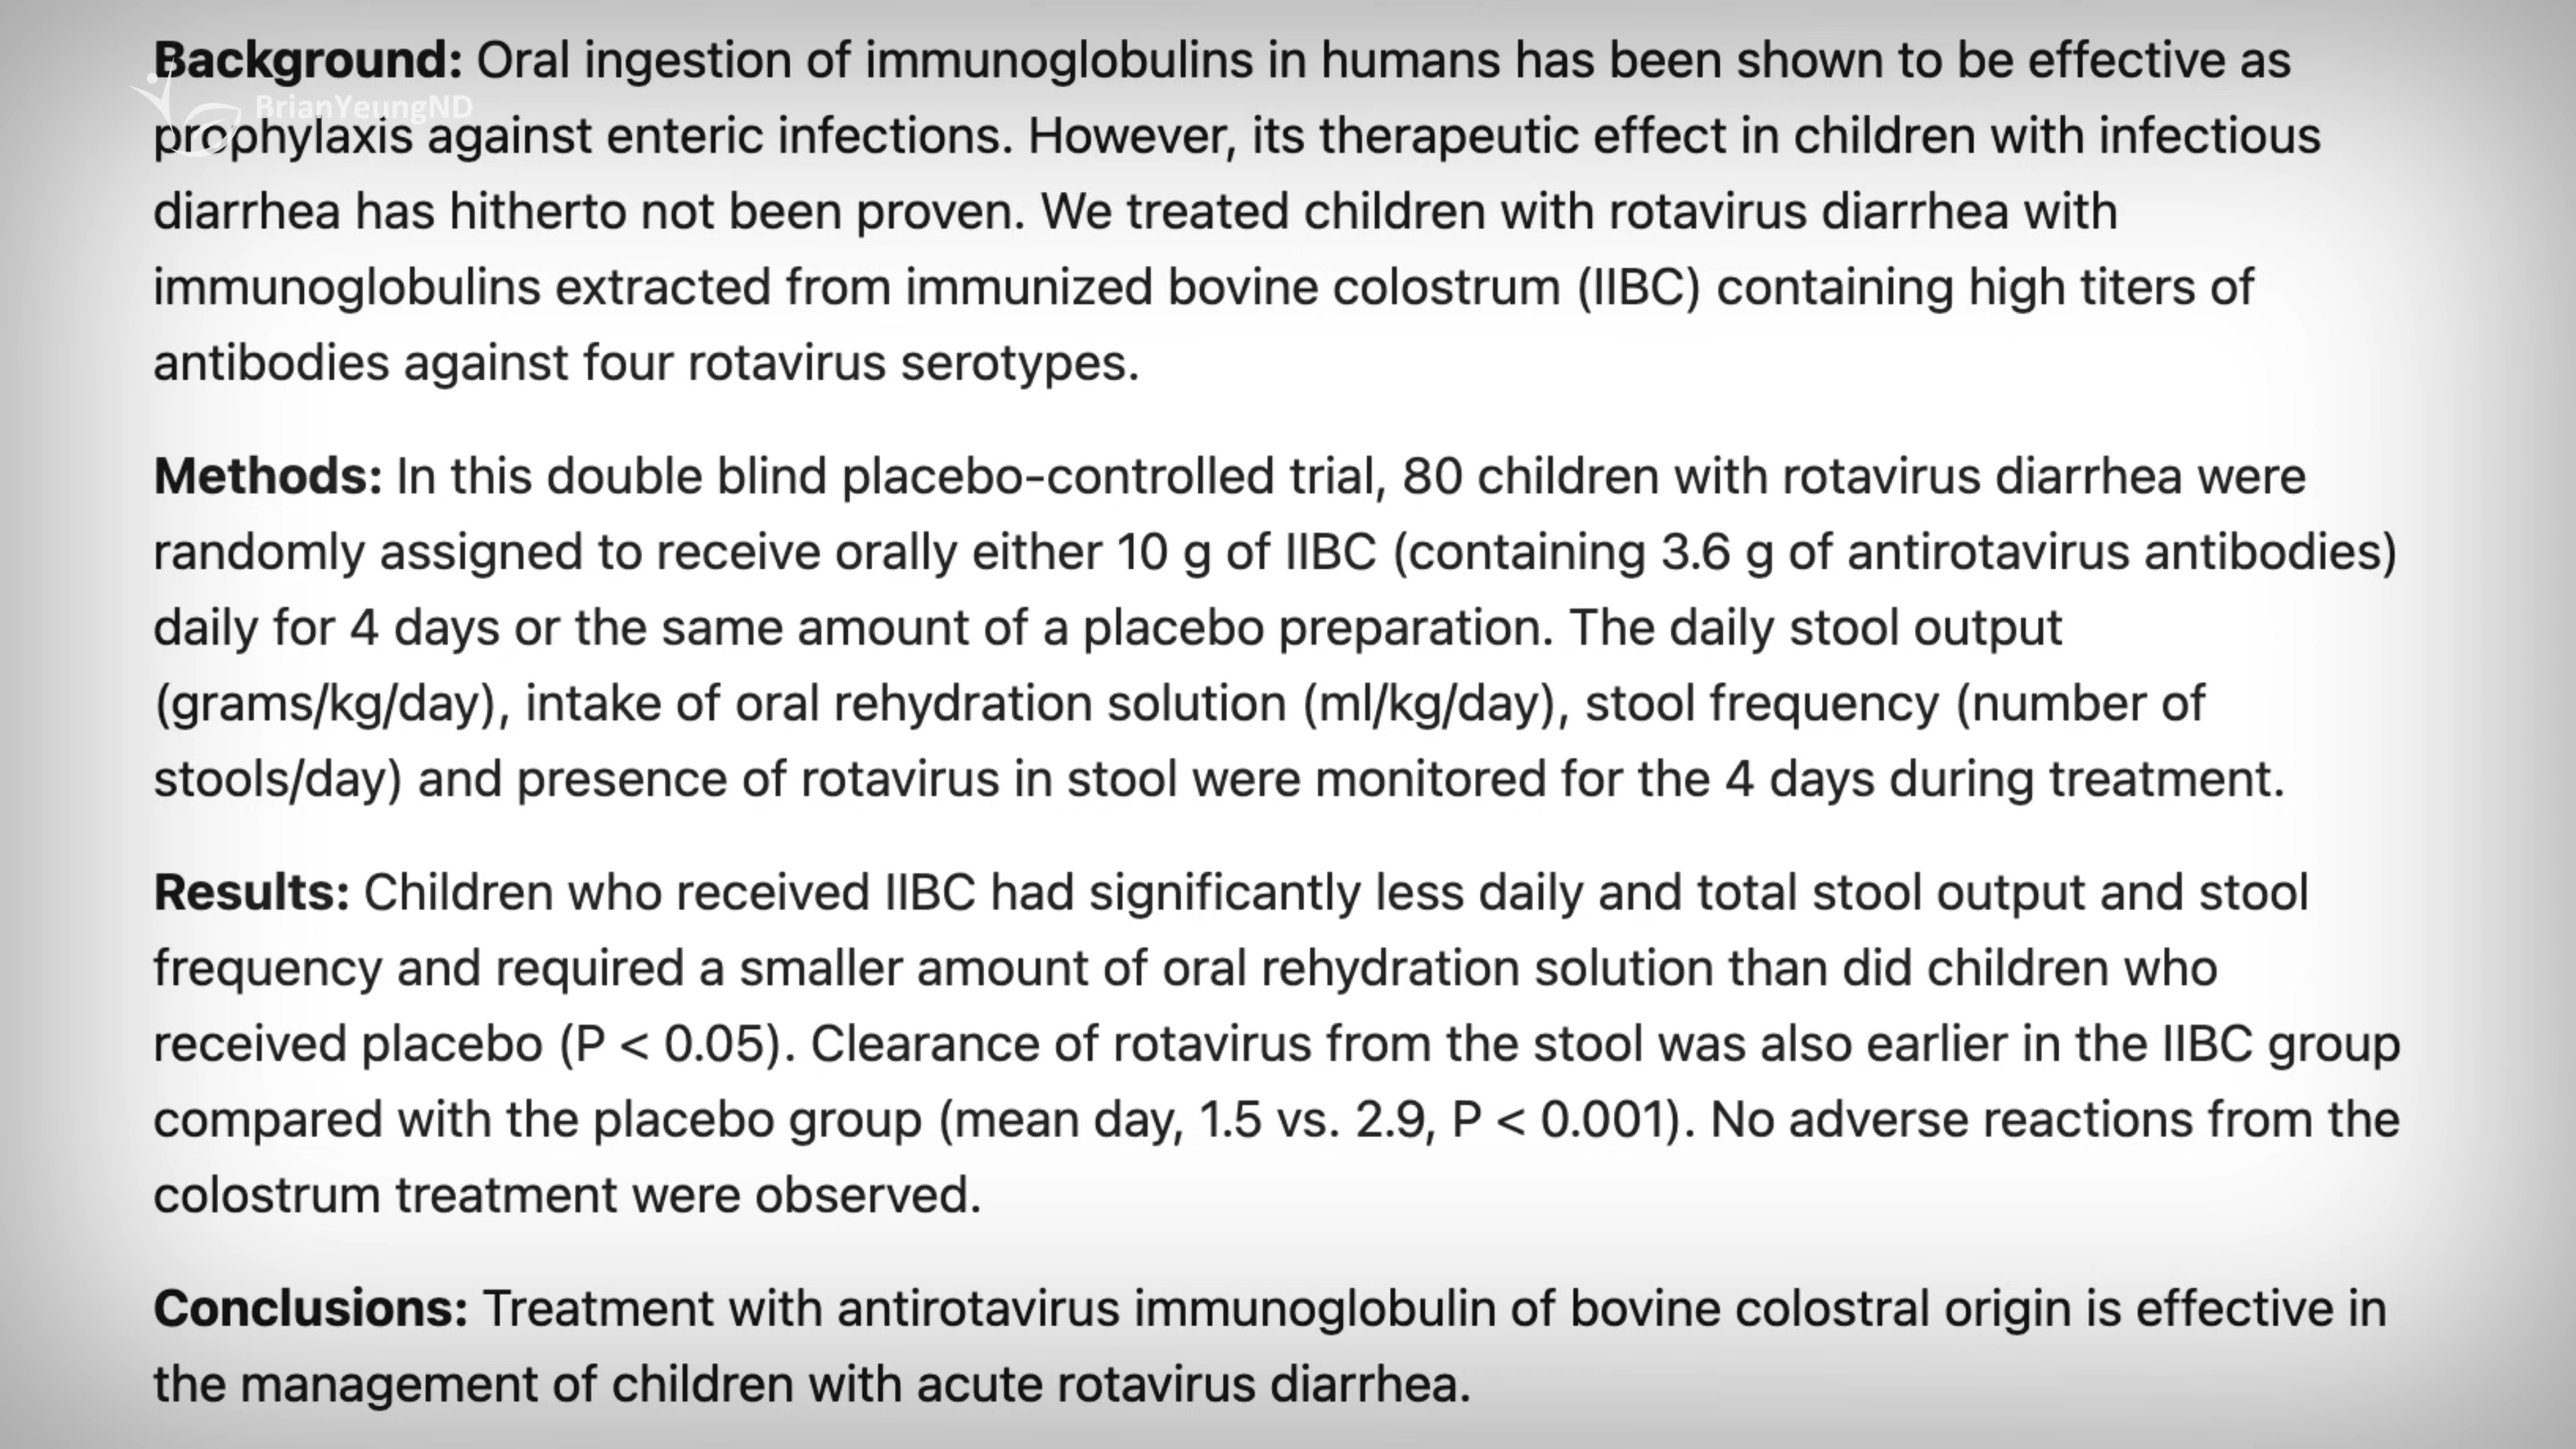 Background: Oral ingestion of immunoglobulins in humans has been shown to be effective as
BrianYeungND
prophylaxis against enteric infections. However, its therapeutic effect in children with infectious
diarrhea has hitherto not been proven. We treated children with rotavirus diarrhea with
immunoglobulins extracted from immunized bovine colostrum (IIBC) containing high titers of
antibodies against four rotavirus serotypes.
Methods: In this double blind placebo-controlled trial, 80 children with rotavirus diarrhea were
randomly assigned to receive orally either 10 g of IIBC (containing 3.6 g of antirotavirus antibodies)
daily for 4 days or the same amount of a placebo preparation. The daily stool output
(grams/kg/day), intake of oral rehydration solution (ml/kg/day), stool frequency (number of
stools/day) and presence of rotavirus in stool were monitored for the 4 days during treatment.
Results: Children who received IIBC had significantly less daily and total stool output and stool
frequency and required a smaller amount of oral rehydration solution than did children who
received placebo (P < 0.05). Clearance of rotavirus from the stool was also earlier in the IIBC group
compared with the placebo group (mean day, 1.5 vs. 2.9, P < 0.001). No adverse reactions from the
colostrum treatment were observed.
Conclusions: Treatment with antirotavirus immunoglobulin of bovine colostral origin is effective in
the management of children with acute rotavirus diarrhea.